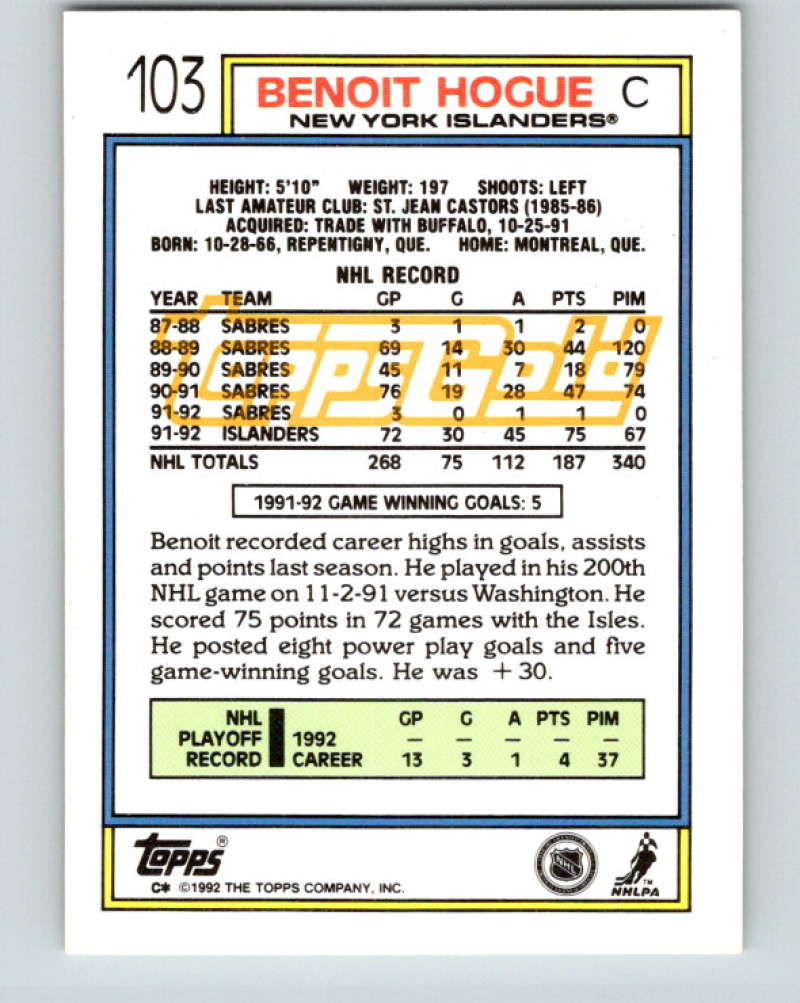 103 BENOIT HOGUE C
NEW YORK ISLANDERS®
HEIGHT: 5'10" WEIGHT: 197 SHOOTS: LEFT
LAST AMATEUR CLUB: ST. JEAN CASTORS (1985-86)
ACQUIRED: TRADE WITH BUFFALO, 10-25-91
BORN: 10-28-66, REPENTIGNY, QUE. HOME: MONTREAL, QUE.
NHL RECORD
YEAR TEAM GP G A PTS PIM
87-88 SABRES 3 1 1 2 0
88-89 SABRES 69 14 30 44 120
89-90 SABRES 45 11 7 18 79
90-91 SABRES 76 19 28 47 74
91-92 SABRES 3 0 1 1 0
91-92 ISLANDERS 72 30 45 75 67
Topps Gold
NHL TOTALS 268 75 112 187 340
1991-92 GAME WINNING GOALS: 5
Benoit recorded career highs in goals, assists
and points last season. He played in his 200th
NHL game on 11-2-91 versus Washington. He
scored 75 points in 72 games with the Isles.
He posted eight power play goals and five
game-winning goals. He was + 30.
NHL GP G A PTS PIM
PLAYOFF 1992 — — — — —
RECORD CAREER 13 3 1 4 37
TOPPS®
C* ©1992 THE TOPPS COMPANY, INC.
NHL
™
NHLPA